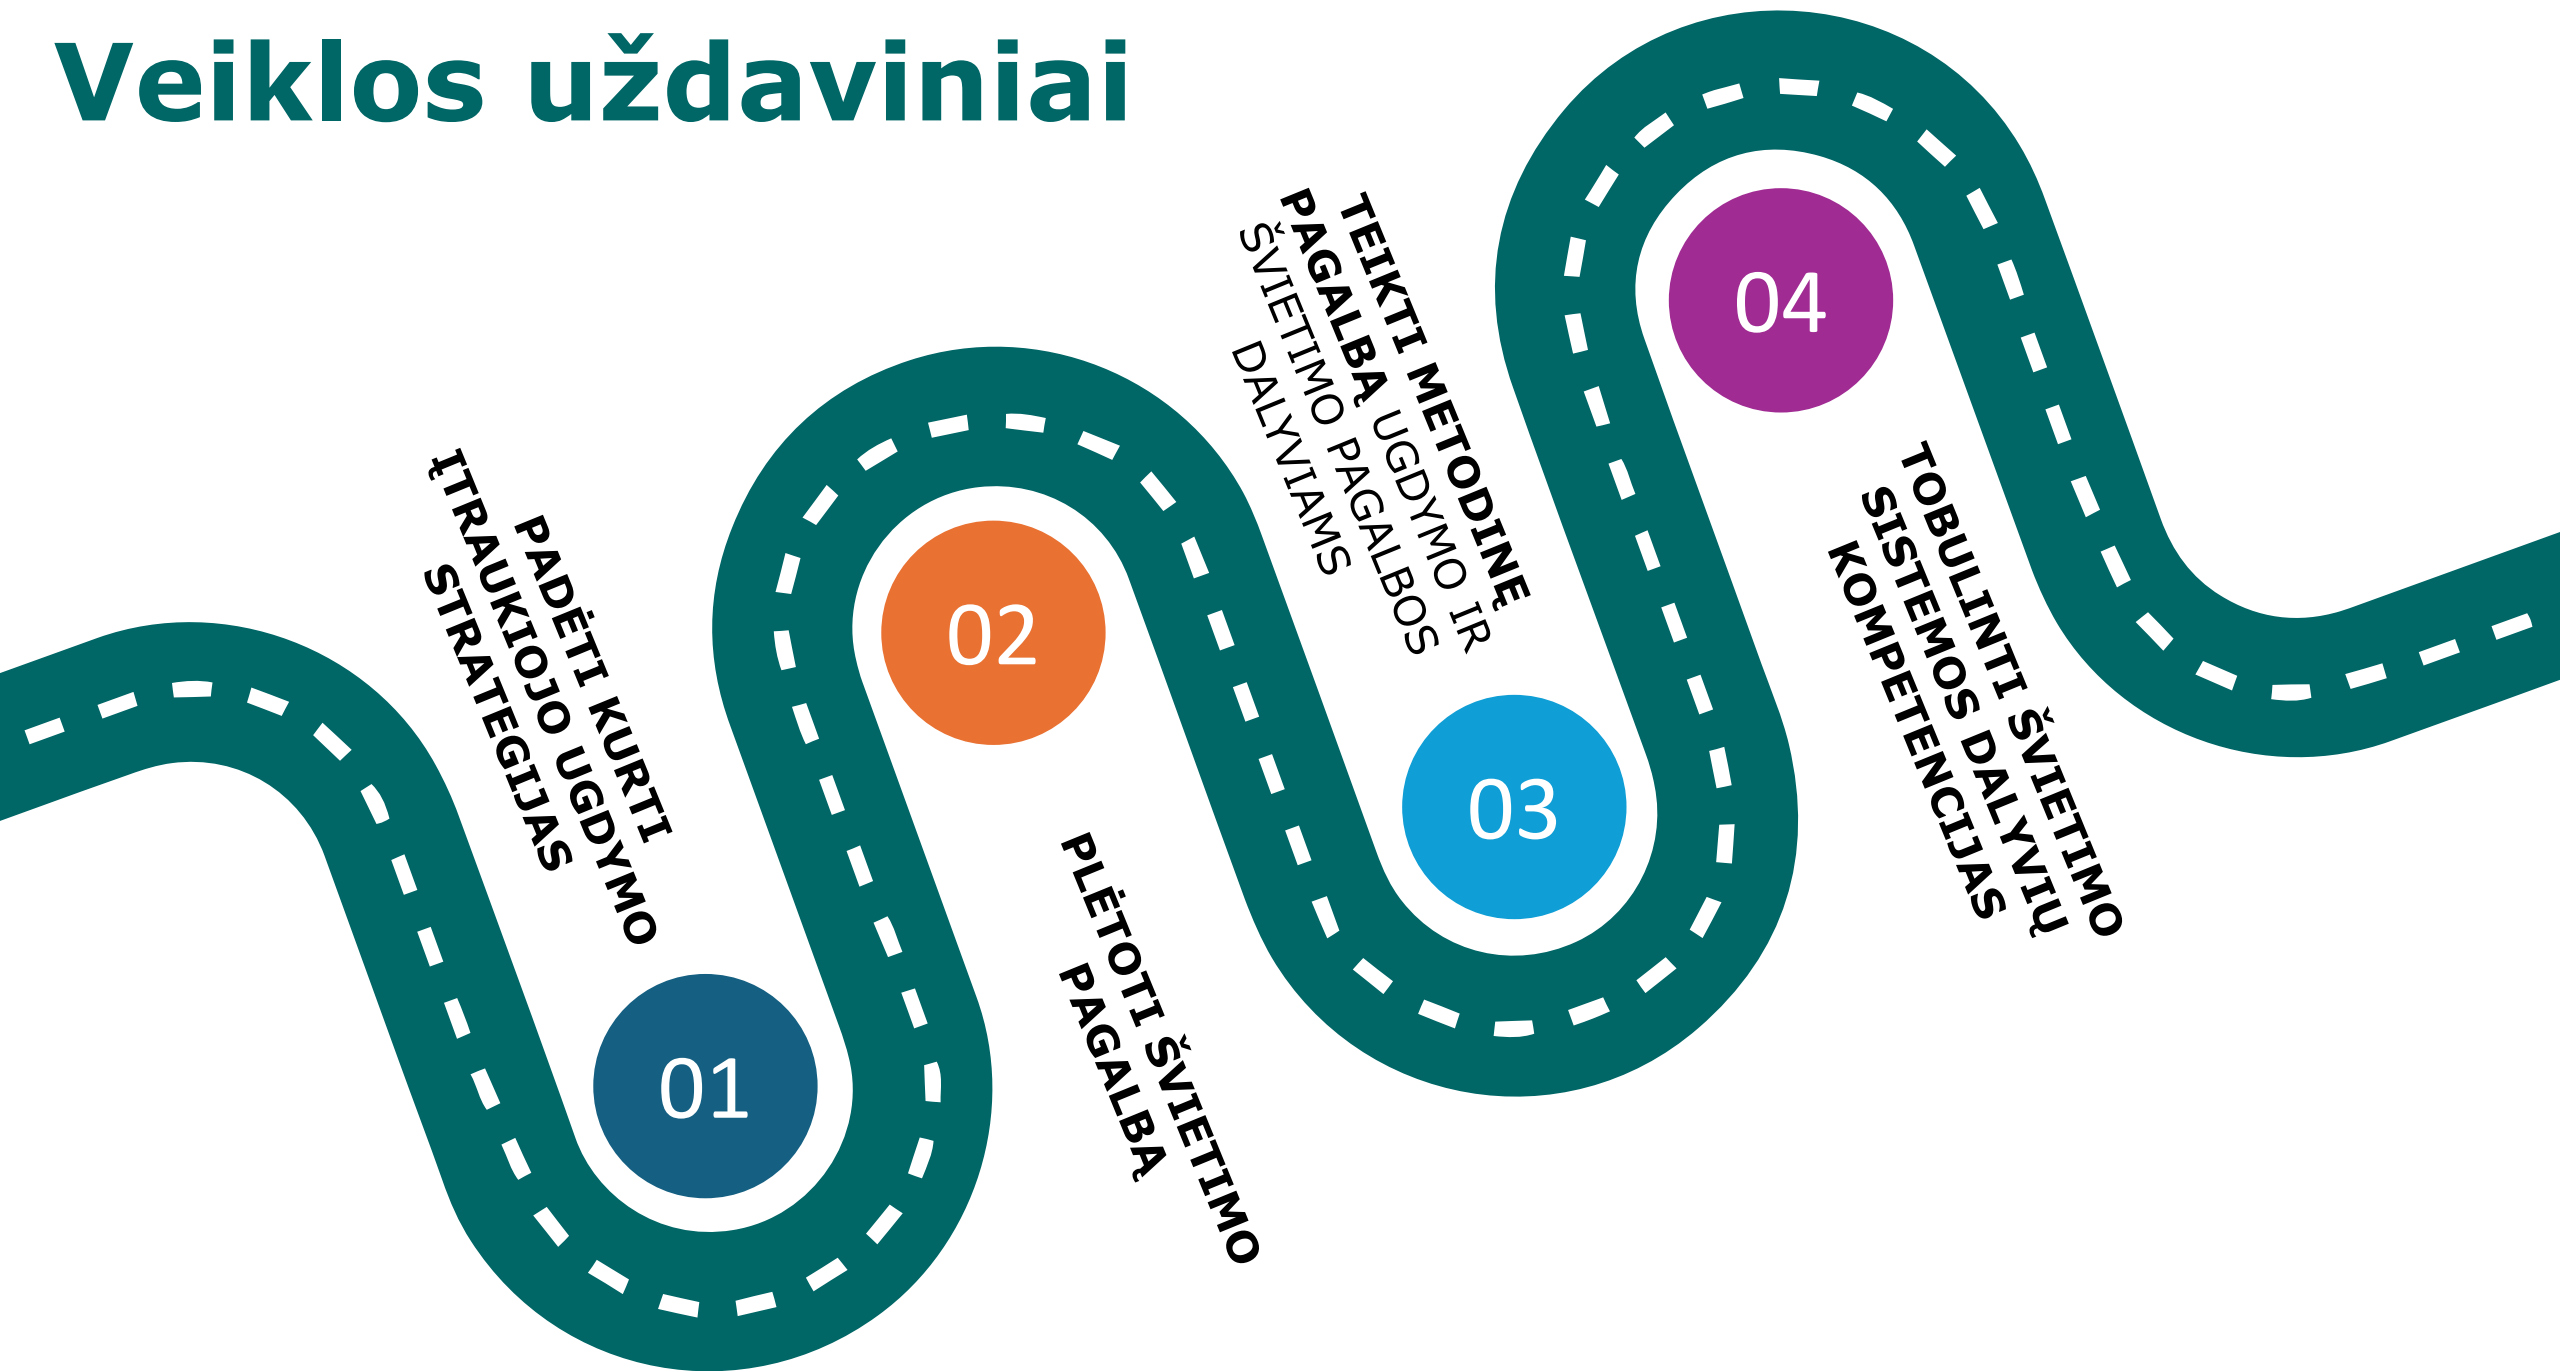 Veiklos uždaviniai
PADĖTI KURTI
ĮTRAUKIOJO UGDYMO
STRATEGIJAS
01
02
PLĖTOTI ŠVIETIMO
PAGALBĄ
TEIKTI METODINĘ
PAGALBĄ UGDYMO IR
ŠVIETIMO PAGALBOS
DALYVIAMS
03
04
TOBULINTI ŠVIETIMO
SISTEMOS DALYVIŲ
KOMPETENCIJAS